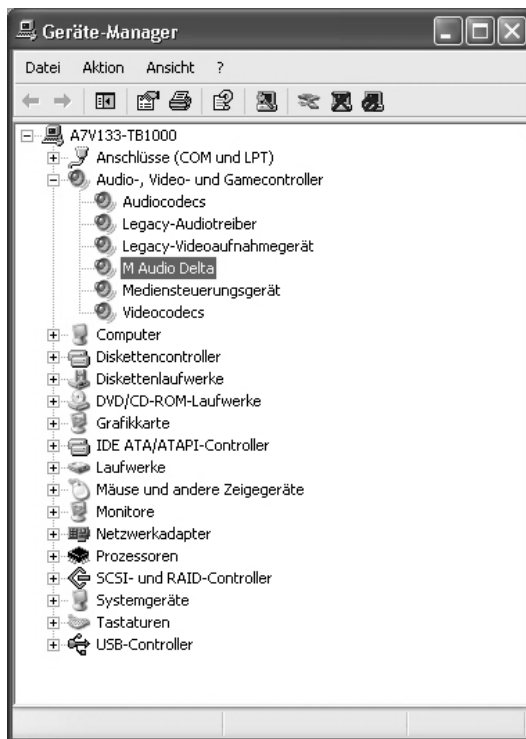 Geräte-Manager
Datei Aktion Ansicht ?
A7V133-TB1000
Anschlüsse (COM und LPT)
Audio-, Video- und Gamecontroller
Audiocodecs
Legacy-Audiotreiber
Legacy-Videoaufnahmegerät
M Audio Delta
Mediensteuerungsgerät
Videocodecs
Computer
Diskettencontroller
Diskettenlaufwerke
DVD/CD-ROM-Laufwerke
Grafikkarte
IDE ATA/ATAPI-Controller
Laufwerke
Mäuse und andere Zeigegeräte
Monitore
Netzwerkadapter
Prozessoren
SCSI- und RAID-Controller
Systemgeräte
Tastaturen
USB-Controller